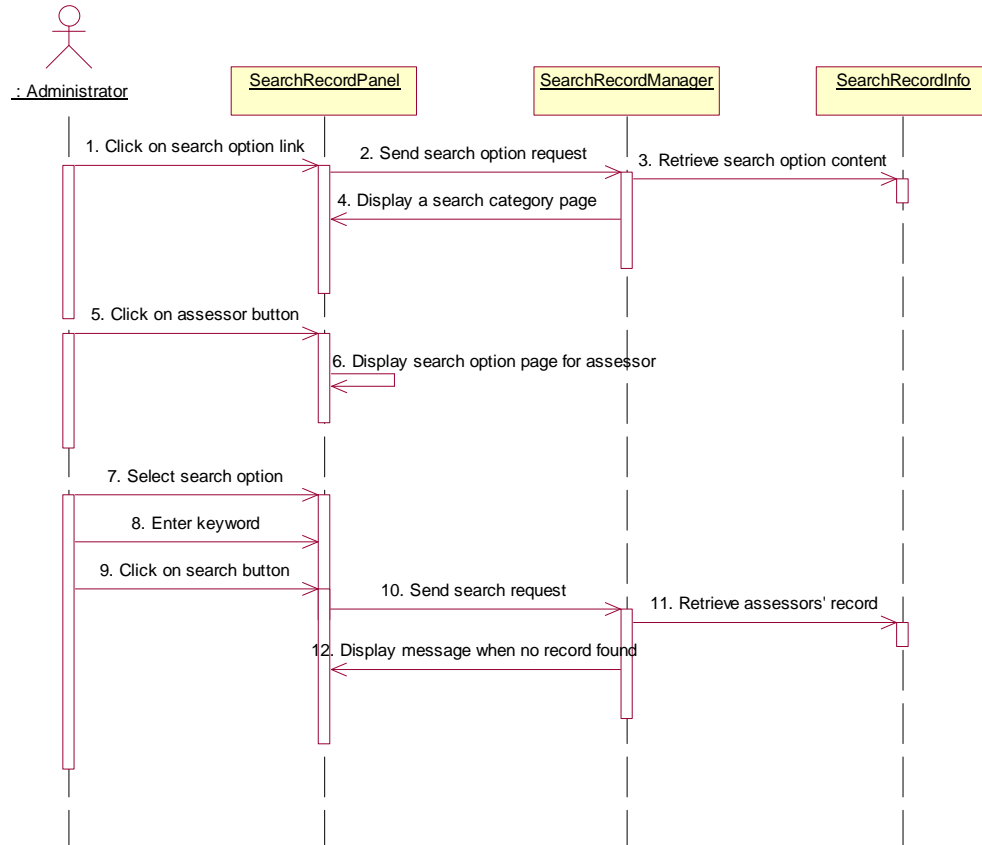 : Administrator
SearchRecordPanel
SearchRecordManager
SearchRecordInfo
1. Click on search option link
2. Send search option request
3. Retrieve search option content
4. Display a search category page
5. Click on assessor button
6. Display search option page for assessor
7. Select search option
8. Enter keyword
9. Click on search button
10. Send search request
11. Retrieve assessors' record
12. Display message when no record found